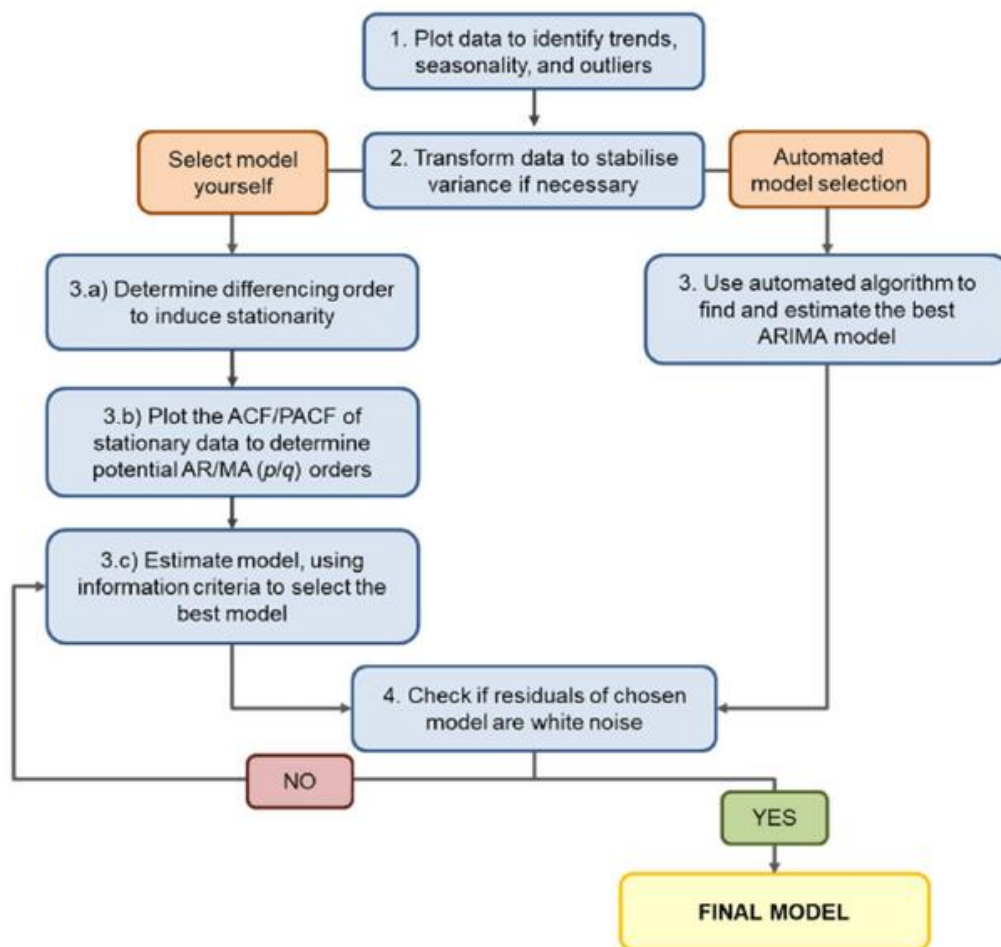 1. Plot data to identify trends,
seasonality, and outliers
Select model
yourself
2. Transform data to stabilise
variance if necessary
Automated
model selection
3.a) Determine differencing order
to induce stationarity
3. Use automated algorithm to
find and estimate the best
ARIMA model
3.b) Plot the ACF/PACF of
stationary data to determine
potential AR/MA (p/q) orders
3.c) Estimate model, using
information criteria to select the
best model
4. Check if residuals of chosen
model are white noise
NO
YES
FINAL MODEL